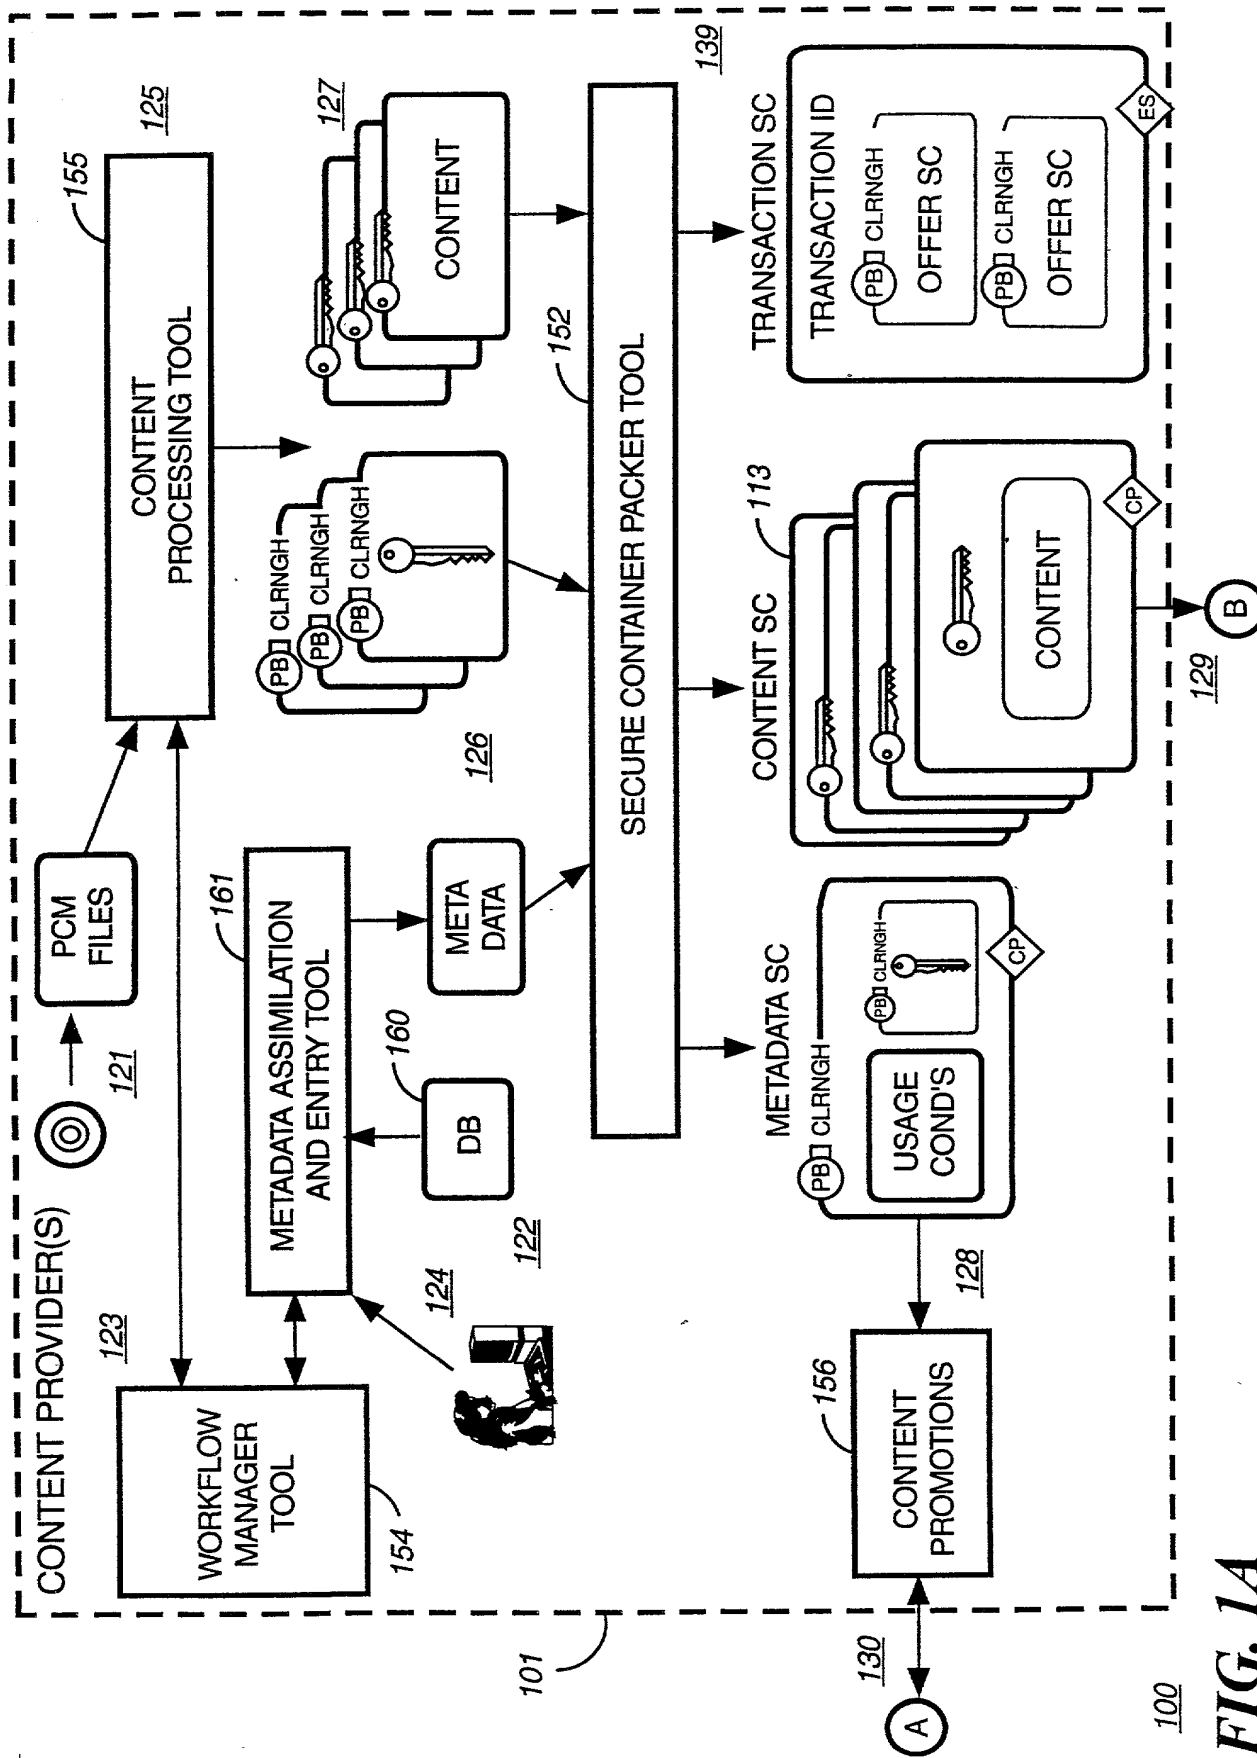 CONTENT PROVIDER(S)
121
PCM
FILES
123
155
125
WORKFLOW
MANAGER
TOOL
154
CONTENT
PROCESSING TOOL
161
METADATA ASSIMILATION
AND ENTRY TOOL
124
DB
160
122
META
DATA
126
PB CLRNGH
PB CLRNGH
PB CLRNGH
127
CONTENT
152
SECURE CONTAINER PACKER TOOL
139
METADATA SC
PB CLRNGH
USAGE
COND'S
PB CLRNGH
CP
128
156
CONTENT
PROMOTIONS
CONTENT SC
113
CONTENT
CP
129
B
TRANSACTION SC
TRANSACTION ID
PB CLRNGH
OFFER SC
PB CLRNGH
OFFER SC
ES
101
130
A
100
FIG. 1A